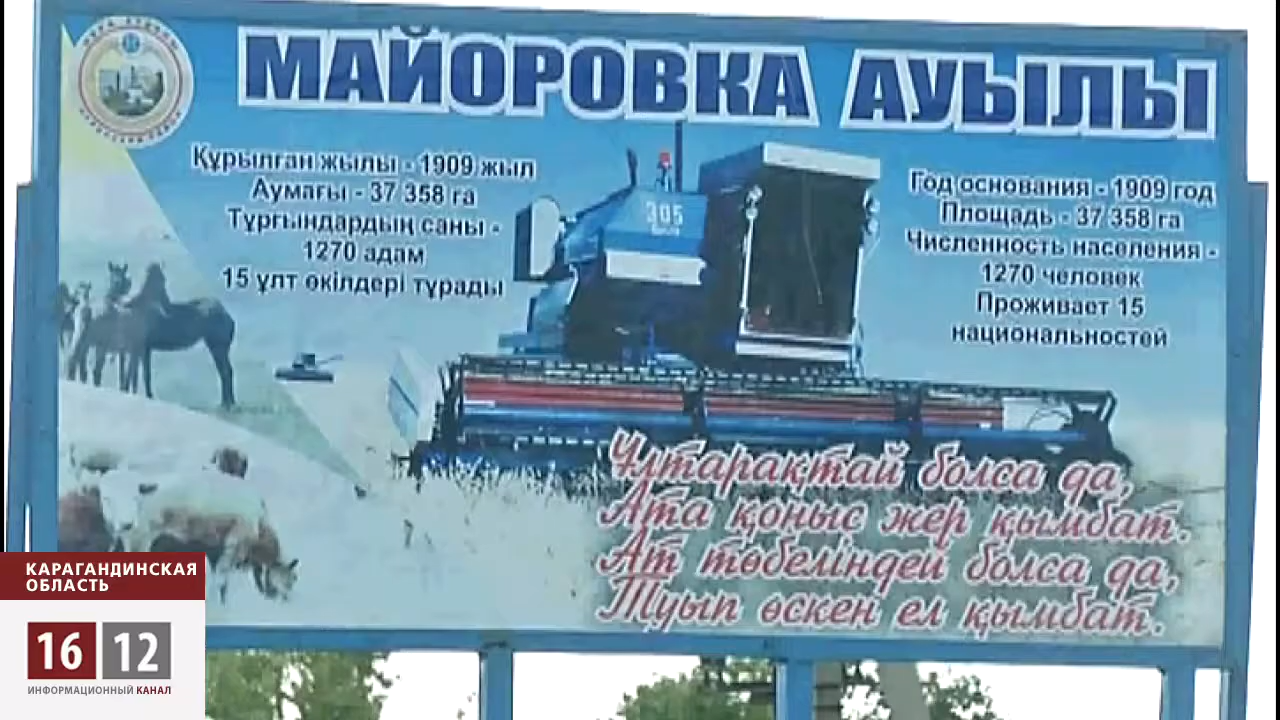 МАЙОРОВКА АУЫЛЫ
Құрылған жылы - 1909 жыл
Аумағы - 37 358 га
Тұрғындардың саны -
1270 адам
15 ұлт өкілдері тұрады
Год основания - 1909 год
Площадь - 37 358 га
Численность населения -
1270 человек
Проживает 15
национальностей
305
Ұлтарақтай болса да,
Ата қоныс жер қымбат.
Ат төбеліндей болса да,
Туып өскен ел қымбат.
КАРАГАНДИНСКАЯ
ОБЛАСТЬ
16 12
ИНФОРМАЦИОННЫЙ КАНАЛ